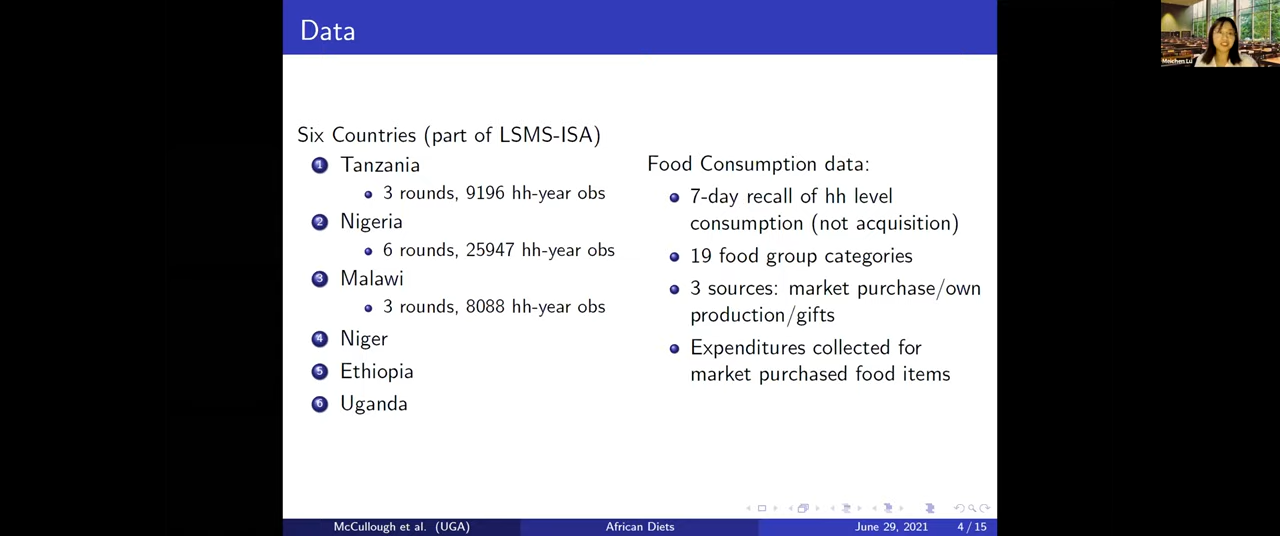 Data
Six Countries (part of LSMS-ISA)
1 Tanzania
3 rounds, 9196 hh-year obs
2 Nigeria
6 rounds, 25947 hh-year obs
3 Malawi
3 rounds, 8088 hh-year obs
4 Niger
5 Ethiopia
6 Uganda
Food Consumption data:
7-day recall of hh level
consumption (not acquisition)
19 food group categories
3 sources: market purchase/own
production/gifts
Expenditures collected for
market purchased food items
McCullough et al. (UGA)
African Diets
June 29, 2021
4 / 15
Meichen Lu